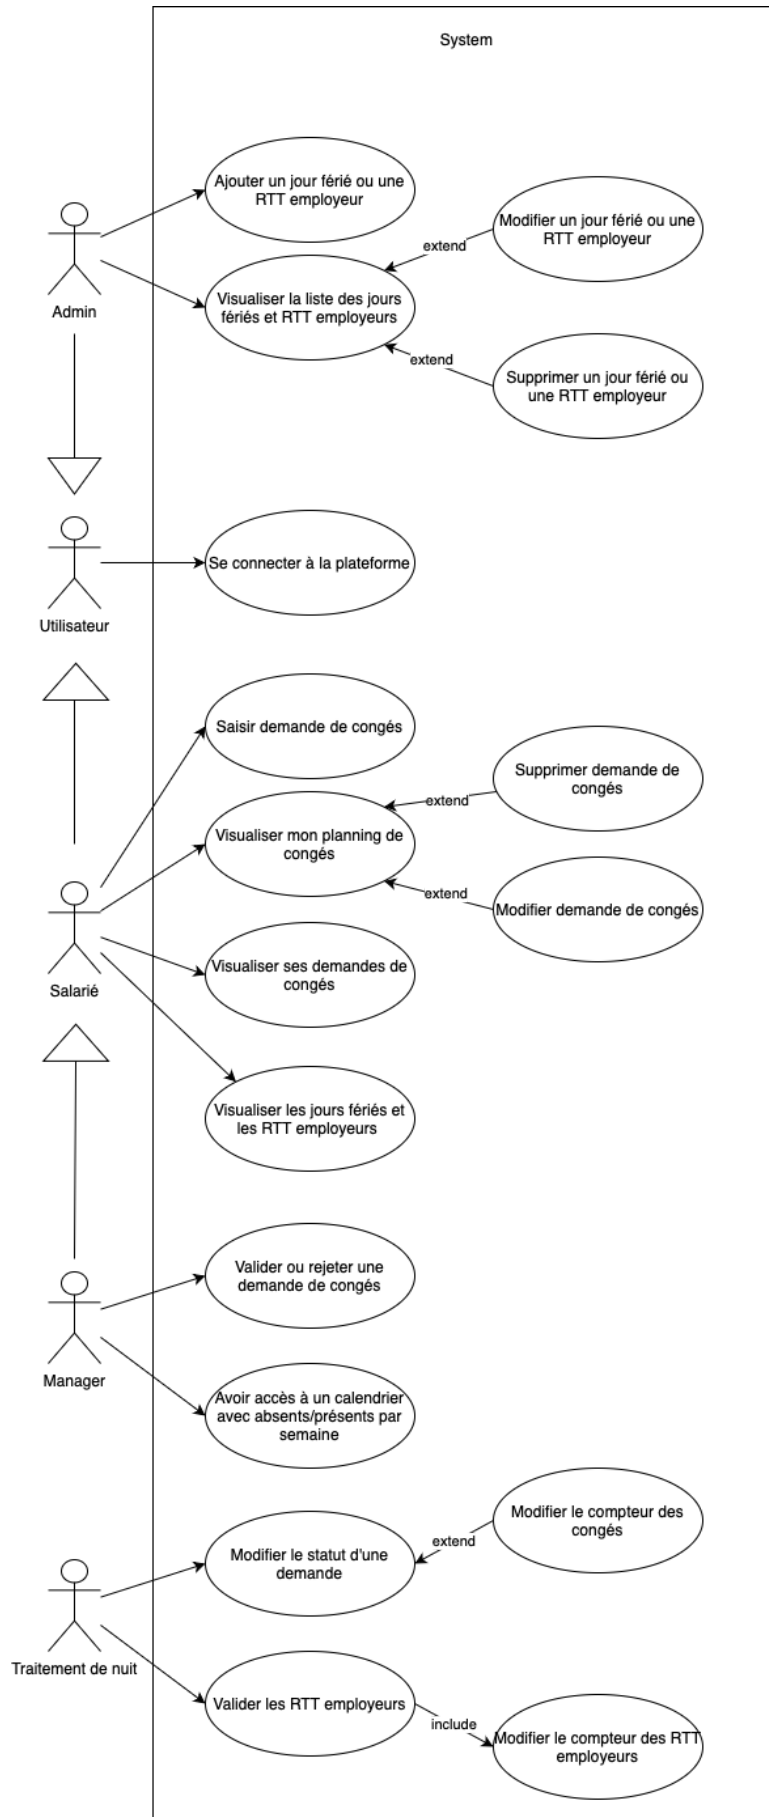 System
Ajouter un jour férié ou une
RTT employeur
Modifier un jour férié ou une
RTT employeur
extend
Visualiser la liste des jours
fériés et RTT employeurs
Admin
extend
Supprimer un jour férié ou
une RTT employeur
Se connecter à la plateforme
Utilisateur
Saisir demande de congés
Supprimer demande de
congés
extend
Visualiser mon planning de
congés
extend
Modifier demande de congés
Visualiser ses demandes de
congés
Salarié
Visualiser les jours fériés et
les RTT employeurs
Valider ou rejeter une
demande de congés
Manager
Avoir accès à un calendrier
avec absents/présents par
semaine
Modifier le compteur des
congés
extend
Modifier le statut d'une
demande
Traitement de nuit
Valider les RTT employeurs
include
Modifier le compteur des RTT
employeurs